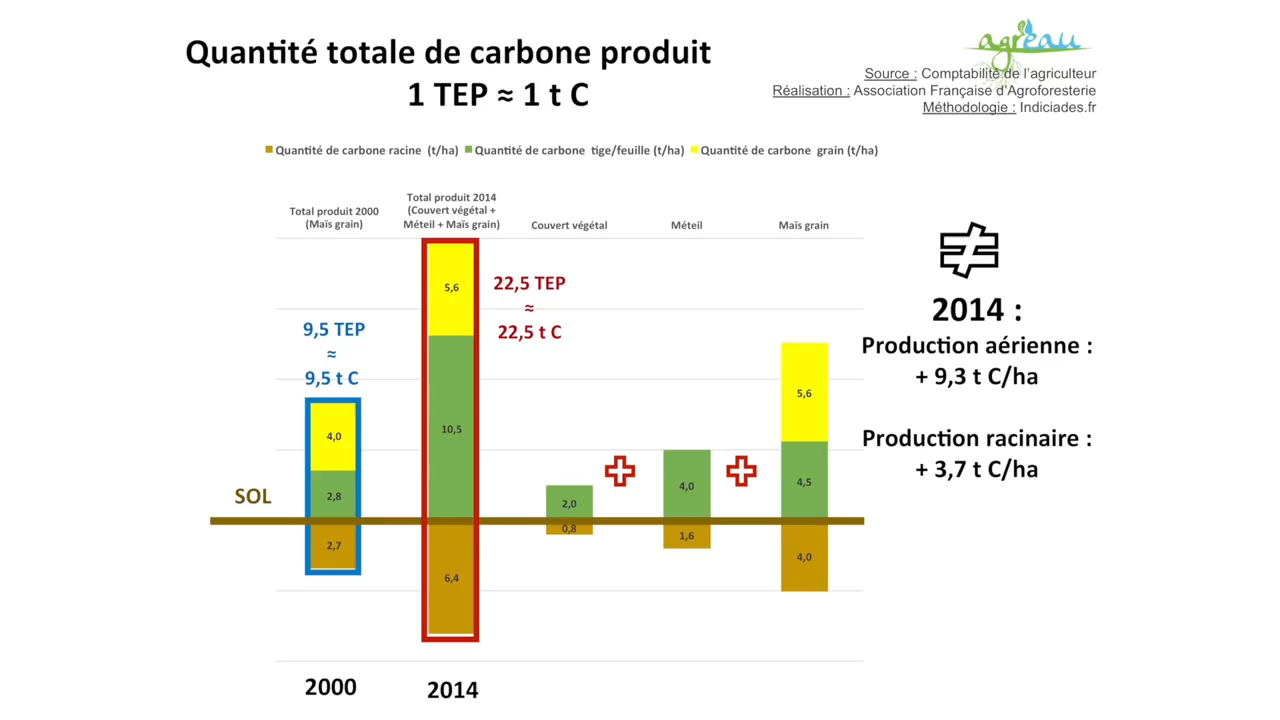 Quantité totale de carbone produit
1 TEP ≈ 1 t C
agr'eau
Source : Comptabilité de l'agriculteur
Réalisation : Association Française d'Agroforesterie
Méthodologie : Indiciades.fr
Quantité de carbone racine (t/ha) Quantité de carbone tige/feuille (t/ha) Quantité de carbone grain (t/ha)
Total produit 2000
(Maïs grain)
Total produit 2014
(Couvert végétal +
Méteil + Maïs grain)
Couvert végétal
Méteil
Maïs grain
9,5 TEP
≈
9,5 t C
4,0
2,8
2,7
22,5 TEP
≈
22,5 t C
5,6
10,5
6,4
2,0
0,8
4,0
1,6
5,6
4,5
4,0
SOL
2000
2014
≠
2014 :
Production aérienne :
+ 9,3 t C/ha
Production racinaire :
+ 3,7 t C/ha